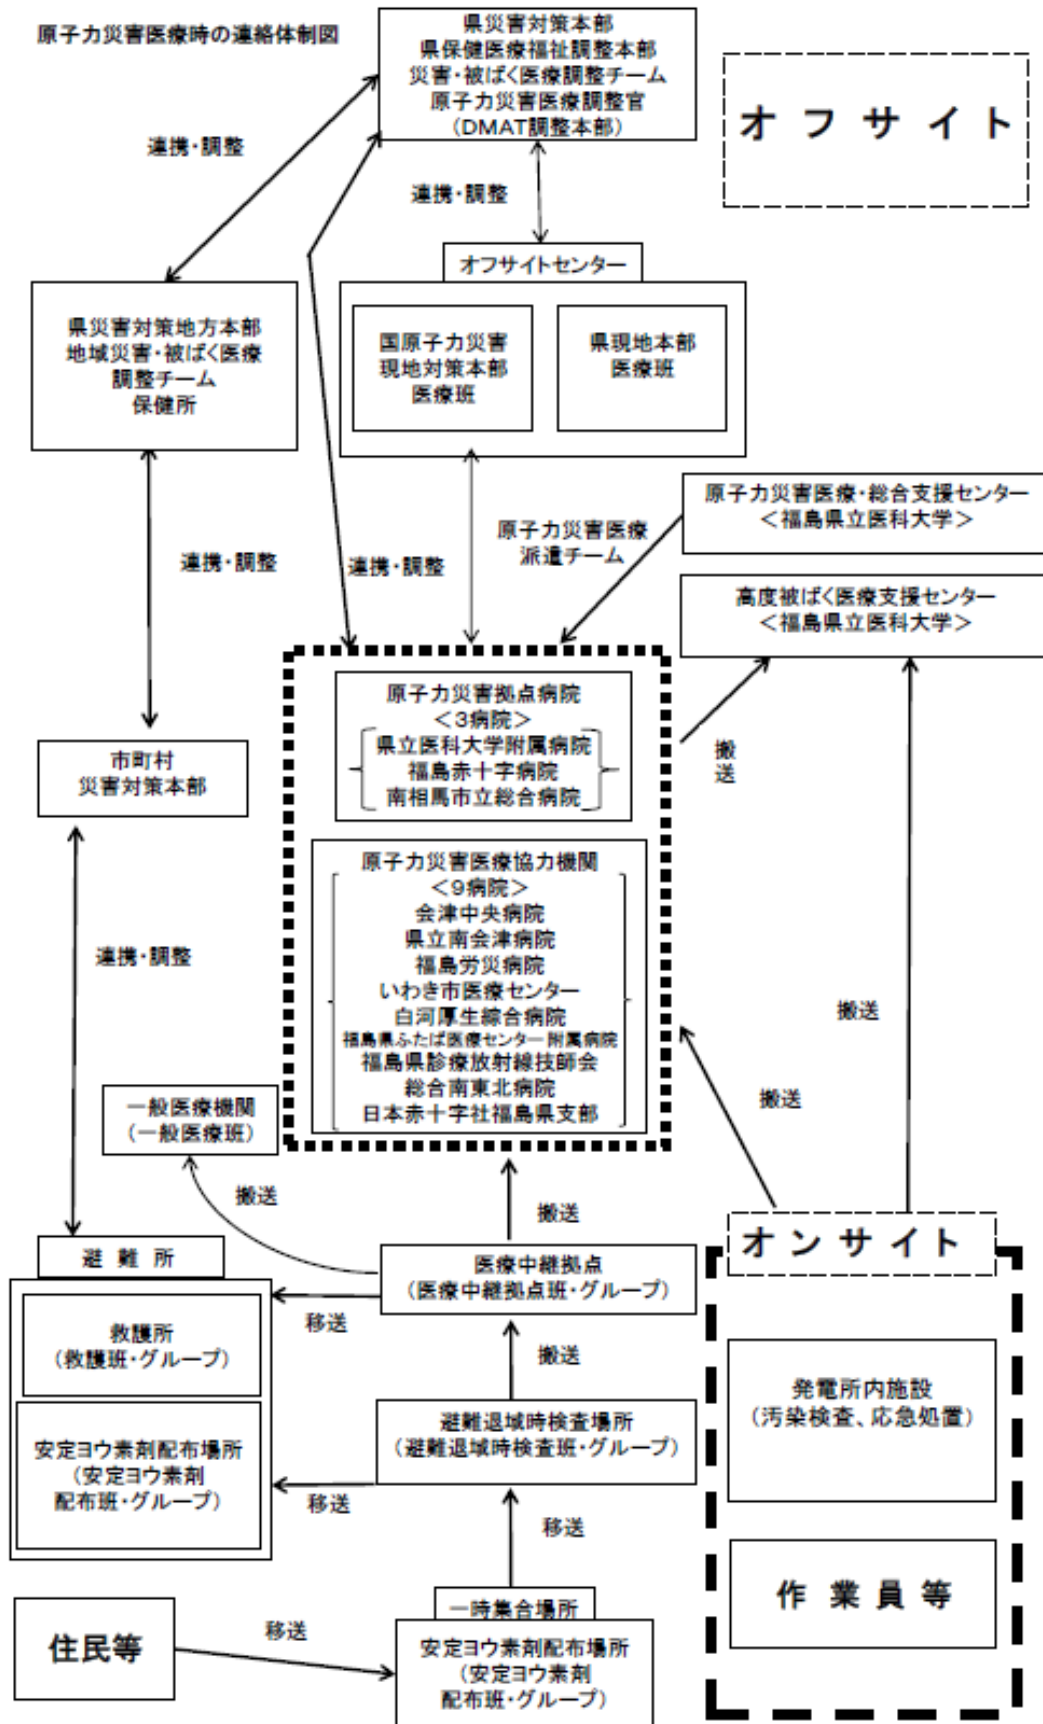 原子力災害医療時の連絡体制図
県災害対策本部
県保健医療福祉調整本部
災害・被ばく医療調整チーム
原子力災害医療調整官
（DMAT調整本部）
オフサイト
連携・調整
連携・調整
オフサイトセンター
県災害対策地方本部
地域災害・被ばく医療
調整チーム
保健所
国原子力災害
現地対策本部
医療班
県現地本部
医療班
原子力災害医療・総合支援センター
＜福島県立医科大学＞
原子力災害医療
派遣チーム
連携・調整
連携・調整
高度被ばく医療支援センター
＜福島県立医科大学＞
原子力災害拠点病院
＜3病院＞
県立医科大学附属病院
福島赤十字病院
南相馬市立総合病院
搬送
市町村
災害対策本部
原子力災害医療協力機関
＜9病院＞
会津中央病院
県立南会津病院
福島労災病院
いわき市医療センター
白河厚生綜合病院
福島県ふたば医療センター附属病院
福島県診療放射線技師会
総合南東北病院
日本赤十字社福島県支部
連携・調整
搬送
搬送
一般医療機関
（一般医療班）
搬送
搬送
オンサイト
避難所
医療中継拠点
（医療中継拠点班・グループ）
移送
救護所
（救護班・グループ）
搬送
発電所内施設
（汚染検査、応急処置）
避難退域時検査場所
（避難退域時検査班・グループ）
安定ヨウ素剤配布場所
（安定ヨウ素剤
配布班・グループ）
移送
移送
作業員等
一時集合場所
住民等
移送
安定ヨウ素剤配布場所
（安定ヨウ素剤
配布班・グループ）